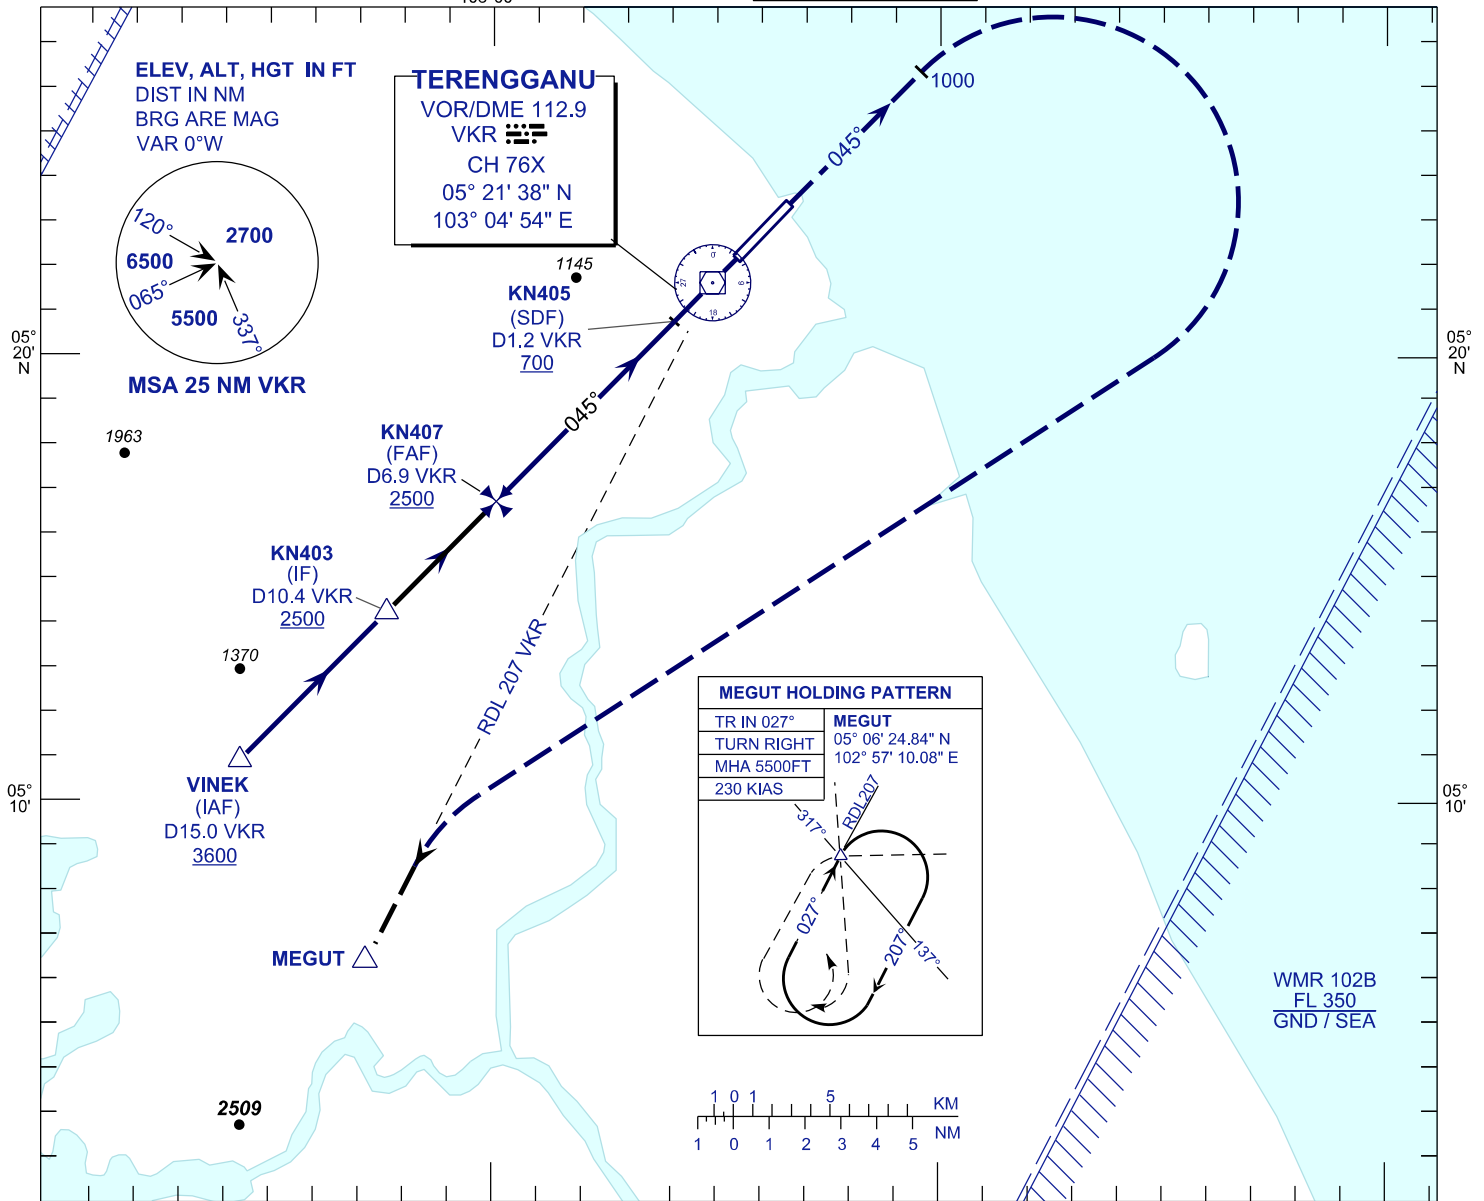 ELEV, ALT, HGT IN FT
DIST IN NM
BRG ARE MAG
VAR 0°W
120°
2700
6500
065°
5500
337°
MSA 25 NM VKR
TERENGGANU
VOR/DME 112.9
VKR
CH 76X
05° 21' 38" N
103° 04' 54" E
1000
045°
1145
KN405
(SDF)
D1.2 VKR
700
0
9
18
27
05°
20'
N
05°
20'
N
1963
045°
KN407
(FAF)
D6.9 VKR
2500
KN403
(IF)
D10.4 VKR
2500
RDL 207 VKR
1370
VINEK
(IAF)
D15.0 VKR
3600
05°
10'
05°
10'
MEGUT
MEGUT HOLDING PATTERN
TR IN 027°
TURN RIGHT
MHA 5500FT
230 KIAS
MEGUT
05° 06' 24.84" N
102° 57' 10.08" E
317°
RDL207
027°
207°
137°
WMR 102B
FL 350
GND / SEA
2509
1 0 1 5 KM
1 0 1 2 3 4 5 NM